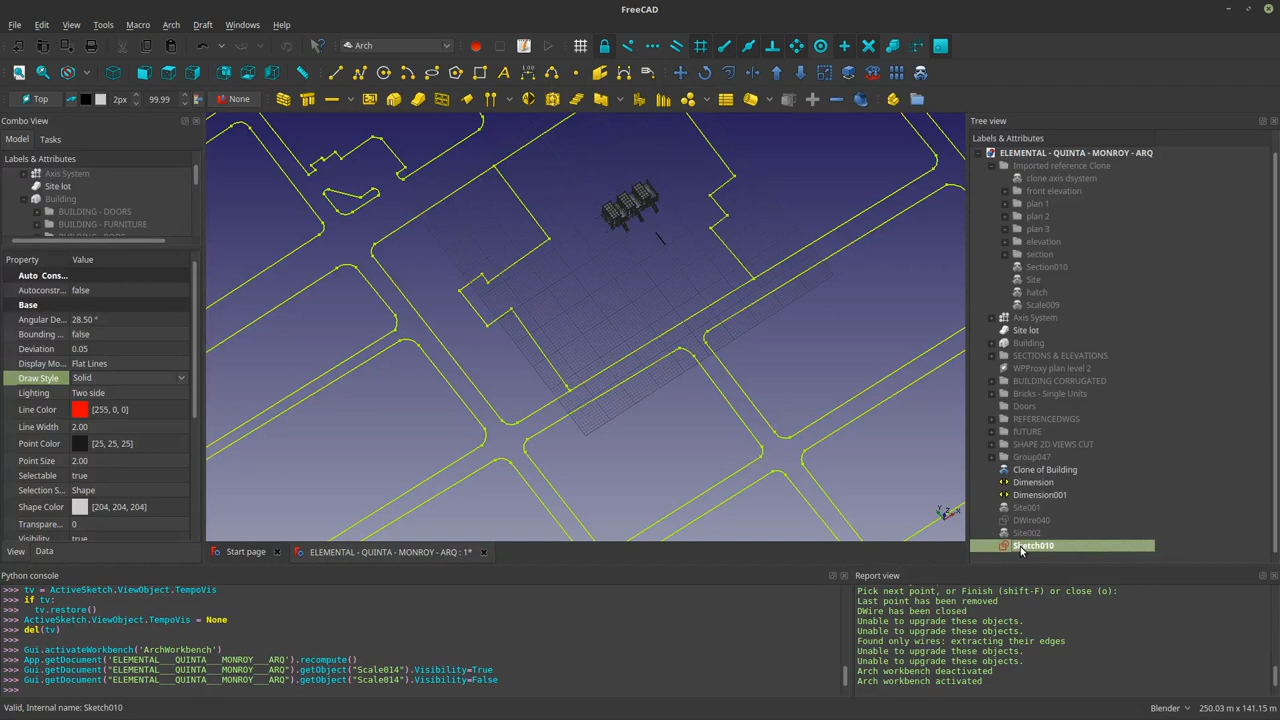 FreeCAD
File Edit View Tools Macro Arch Draft Windows Help
Arch
Top 2px 99.99 None
Combo View
Model Tasks
Labels & Attributes
Axis System
Site lot
Building
BUILDING - DOORS
BUILDING - FURNITURE
Property Value
Auto Cons...
Autoconstr... false
Base
Angular De... 28.50 °
Bounding ... false
Deviation 0.05
Display Mo... Flat Lines
Draw Style Solid
Lighting Two side
Line Color [255, 0, 0]
Line Width 2.00
Point Color [25, 25, 25]
Point Size 2.00
Selectable true
Selection S... Shape
Shape Color [204, 204, 204]
Transpare... 0
View Data
Start page ELEMENTAL - QUINTA - MONROY - ARQ : 1*
Tree view
Labels & Attributes
ELEMENTAL - QUINTA - MONROY - ARQ
Imported reference Clone
clone axis dsystem
front elevation
plan 1
plan 2
plan 3
elevation
section
Section010
Site
hatch
Scale009
Axis System
Site lot
Building
SECTIONS & ELEVATIONS
WPProxy plan level 2
BUILDING CORRUGATED
Bricks - Single Units
Doors
REFERENCEDWGS
fUTURE
SHAPE 2D VIEWS CUT
Group047
Clone of Building
Dimension
Dimension001
Site001
DWire040
Site002
Sketch010
Python console
>>> tv = ActiveSketch.ViewObject.TempoVis
>>> if tv:
>>> tv.restore()
>>> ActiveSketch.ViewObject.TempoVis = None
>>> del(tv)
>>>
>>> Gui.activateWorkbench('ArchWorkbench')
>>> App.getDocument('ELEMENTAL___QUINTA___MONROY___ARQ').recompute()
>>> Gui.getDocument("ELEMENTAL___QUINTA___MONROY___ARQ").getObject("Scale014").Visibility=True
>>> Gui.getDocument("ELEMENTAL___QUINTA___MONROY___ARQ").getObject("Scale014").Visibility=False
>>>
Report view
Pick next point, or Finish (shift-F) or close (o):
Last point has been removed
DWire has been closed
Unable to upgrade these objects.
Unable to upgrade these objects.
Found only wires: extracting their edges
Unable to upgrade these objects.
Unable to upgrade these objects.
Arch workbench deactivated
Arch workbench activated
Valid, Internal name: Sketch010
Blender 250.03 m x 141.15 m